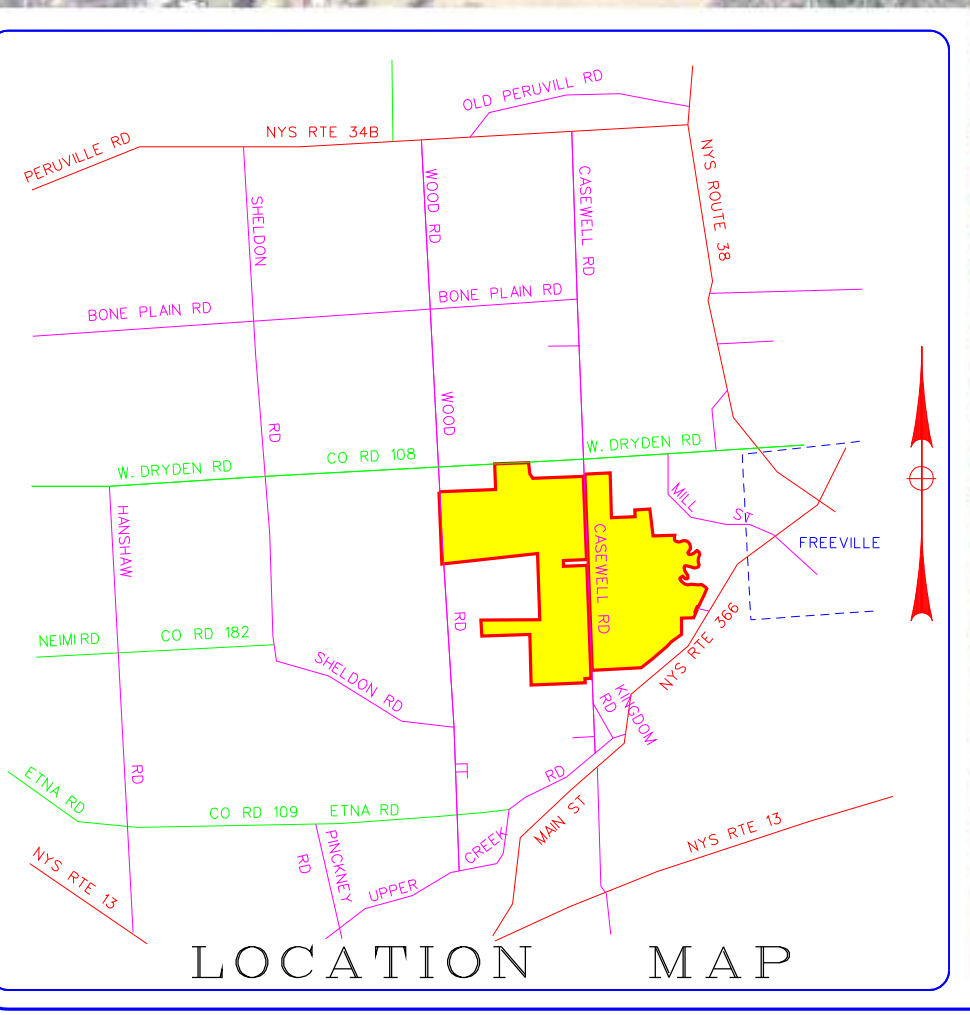 OLD PERUVILL RD
NYS RTE 34B
PERUVILLE RD
NYS ROUTE 38
WOOD RD
CASEWELL RD
SHELDON
BONE PLAIN RD
BONE PLAIN RD
WOOD
RD
W. DRYDEN RD
CO RD 108
W. DRYDEN RD
HANSHAW
MILL ST
CASEWELL RD
FREEVILLE
RD
NEIMI RD
CO RD 182
SHELDON RD
NYS RTE 366
KINGDOM
RD
RD
ETNA RD
RD
CO RD 109
ETNA RD
MAIN ST
NYS RTE 13
NYS RTE 13
PINCKNEY
RD
UPPER
CREEK
LOCATION MAP